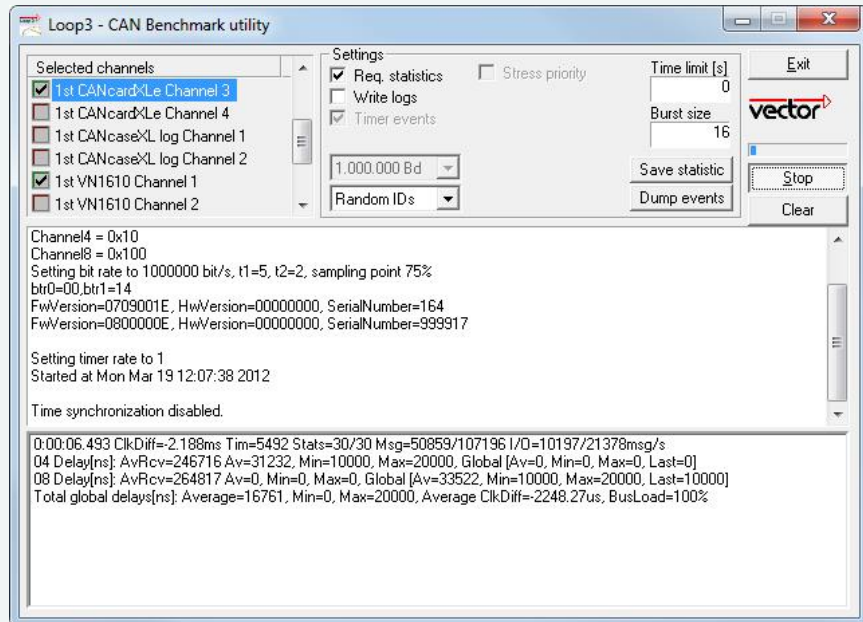 Loop3 - CAN Benchmark utility
Selected channels
1st CANcardXLe Channel 3
1st CANcardXLe Channel 4
1st CANcaseXL log Channel 1
1st CANcaseXL log Channel 2
1st VN1610 Channel 1
1st VN1610 Channel 2
Settings
Req. statistics
Write logs
Timer events
Stress priority
1.000.000 Bd
Random IDs
Time limit [s]
0
Burst size
16
Save statistic
Dump events
Exit
vector
Stop
Clear
Channel4 = 0x10
Channel8 = 0x100
Setting bit rate to 1000000 bit/s, t1=5, t2=2, sampling point 75%
btr0=00,btr1=14
FwVersion=0709001E, HwVersion=00000000, SerialNumber=164
FwVersion=0800000E, HwVersion=00000000, SerialNumber=999917
Setting timer rate to 1
Started at Mon Mar 19 12:07:38 2012
Time synchronization disabled.
0:00:06.493 ClkDiff=-2.188ms Tim=5492 Stats=30/30 Msg=50859/107196 I/O=10197/21378msg/s
04 Delay[ns]: AvRcv=246716 Av=31232, Min=10000, Max=20000, Global [Av=0, Min=0, Max=0, Last=0]
08 Delay[ns]: AvRcv=264817 Av=0, Min=0, Max=0, Global [Av=33522, Min=10000, Max=20000, Last=10000]
Total global delays[ns]: Average=16761, Min=0, Max=20000, Average ClkDiff=-2248.27us, BusLoad=100%